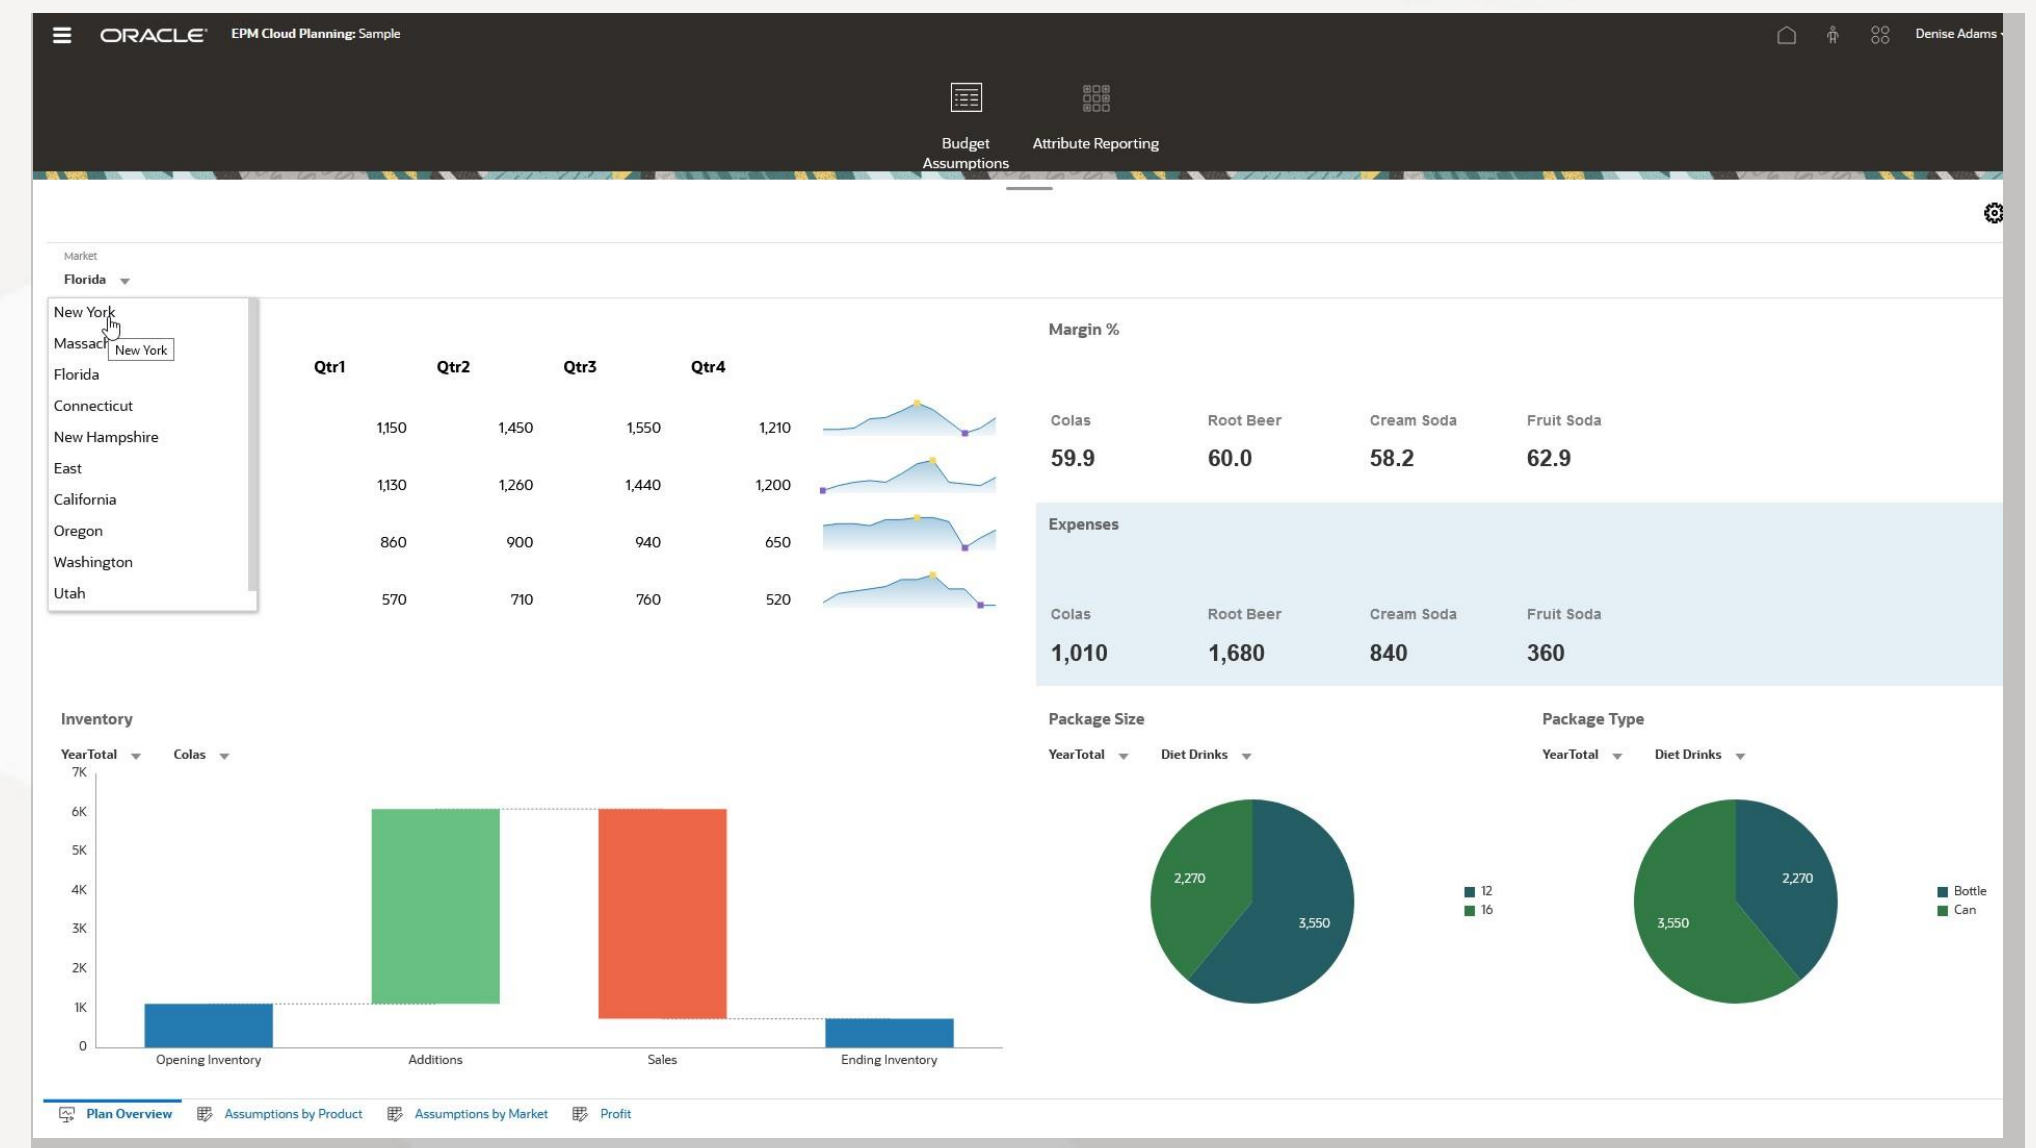 ORACLE EPM Cloud Planning: Sample
Denise Adams
Budget
Assumptions
Attribute Reporting
Market
Florida
New York
New York
Florida
Connecticut
New Hampshire
East
California
Oregon
Washington
Utah
Qtr1 Qtr2 Qtr3 Qtr4
1,150 1,450 1,550 1,210
1,130 1,260 1,440 1,200
860 900 940 650
570 710 760 520
Margin %
Colas Root Beer Cream Soda Fruit Soda
59.9 60.0 58.2 62.9
Expenses
Colas Root Beer Cream Soda Fruit Soda
1,010 1,680 840 360
Inventory
YearTotal Colas
7K
6K
5K
4K
3K
2K
1K
0
Opening Inventory Additions Sales Ending Inventory
Package Size
YearTotal Diet Drinks
2,270
3,550
12
16
Package Type
YearTotal Diet Drinks
2,270
3,550
Bottle
Can
Plan Overview Assumptions by Product Assumptions by Market Profit